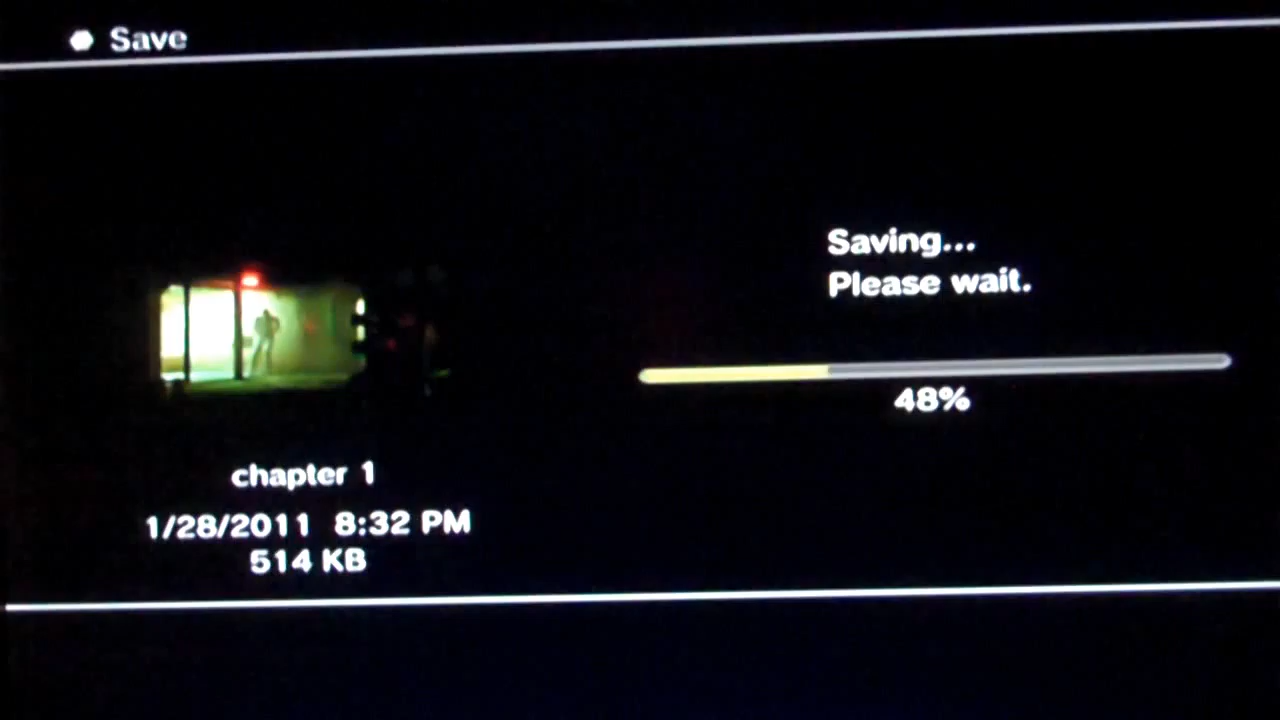 Save
Saving...
Please wait.
48%
chapter 1
1/28/2011 8:32 PM
514 KB